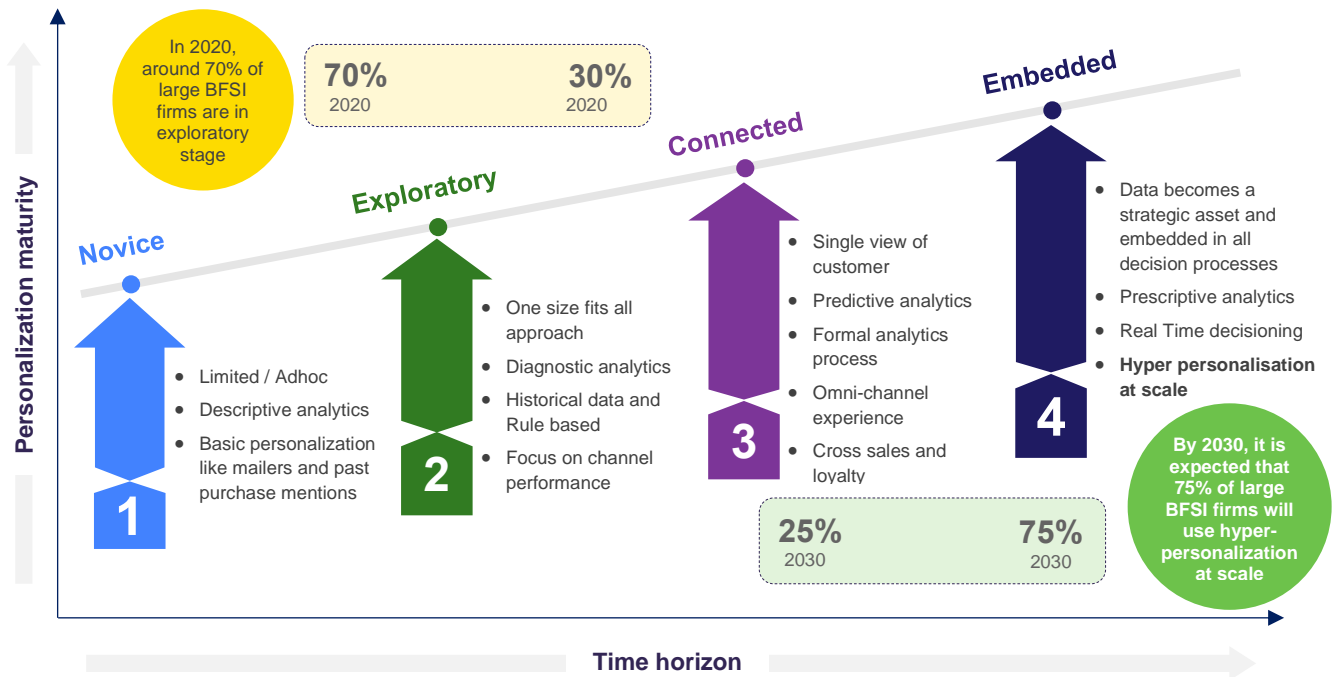 In 2020,
around 70% of
large BFSI
firms are in
exploratory
stage
70%
2020
30%
2020
Novice
Exploratory
Connected
Embedded
1
• Limited / Adhoc
• Descriptive analytics
• Basic personalization
like mailers and past
purchase mentions
2
• One size fits all
approach
• Diagnostic analytics
• Historical data and
Rule based
• Focus on channel
performance
3
• Single view of
customer
• Predictive analytics
• Formal analytics
process
• Omni-channel
experience
• Cross sales and
loyalty
4
• Data becomes a
strategic asset and
embedded in all
decision processes
• Prescriptive analytics
• Real Time decisioning
• Hyper personalisation
at scale
25%
2030
75%
2030
By 2030, it is
expected that
75% of large
BFSI firms will
use hyper-
personalization
at scale
Personalization maturity
Time horizon